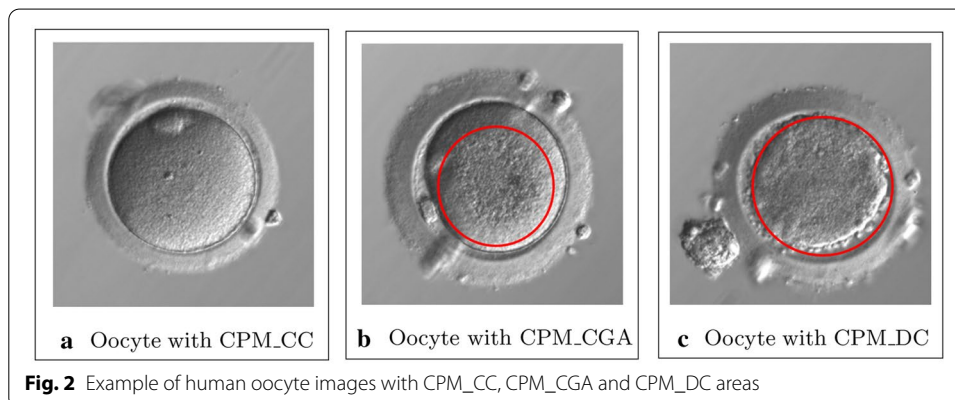 a Oocyte with CPM_CC
b Oocyte with CPM_CGA
c Oocyte with CPM_DC
Fig. 2 Example of human oocyte images with CPM_CC, CPM_CGA and CPM_DC areas